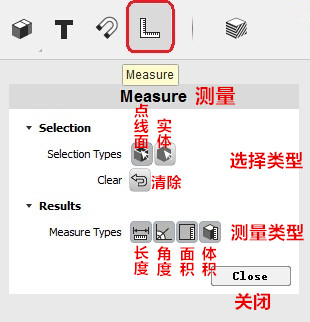 Measure
Measure 测量
点线面
实体
Selection
Selection Types
选择类型
Clear
清除
Results
Measure Types
测量类型
长度
角度
面积
体积
Close
关闭